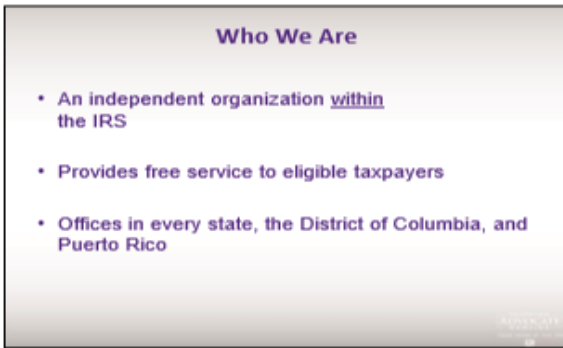 Who We Are
• An independent organization within
the IRS
• Provides free service to eligible taxpayers
• Offices in every state, the District of Columbia, and
Puerto Rico
ADVOCATE